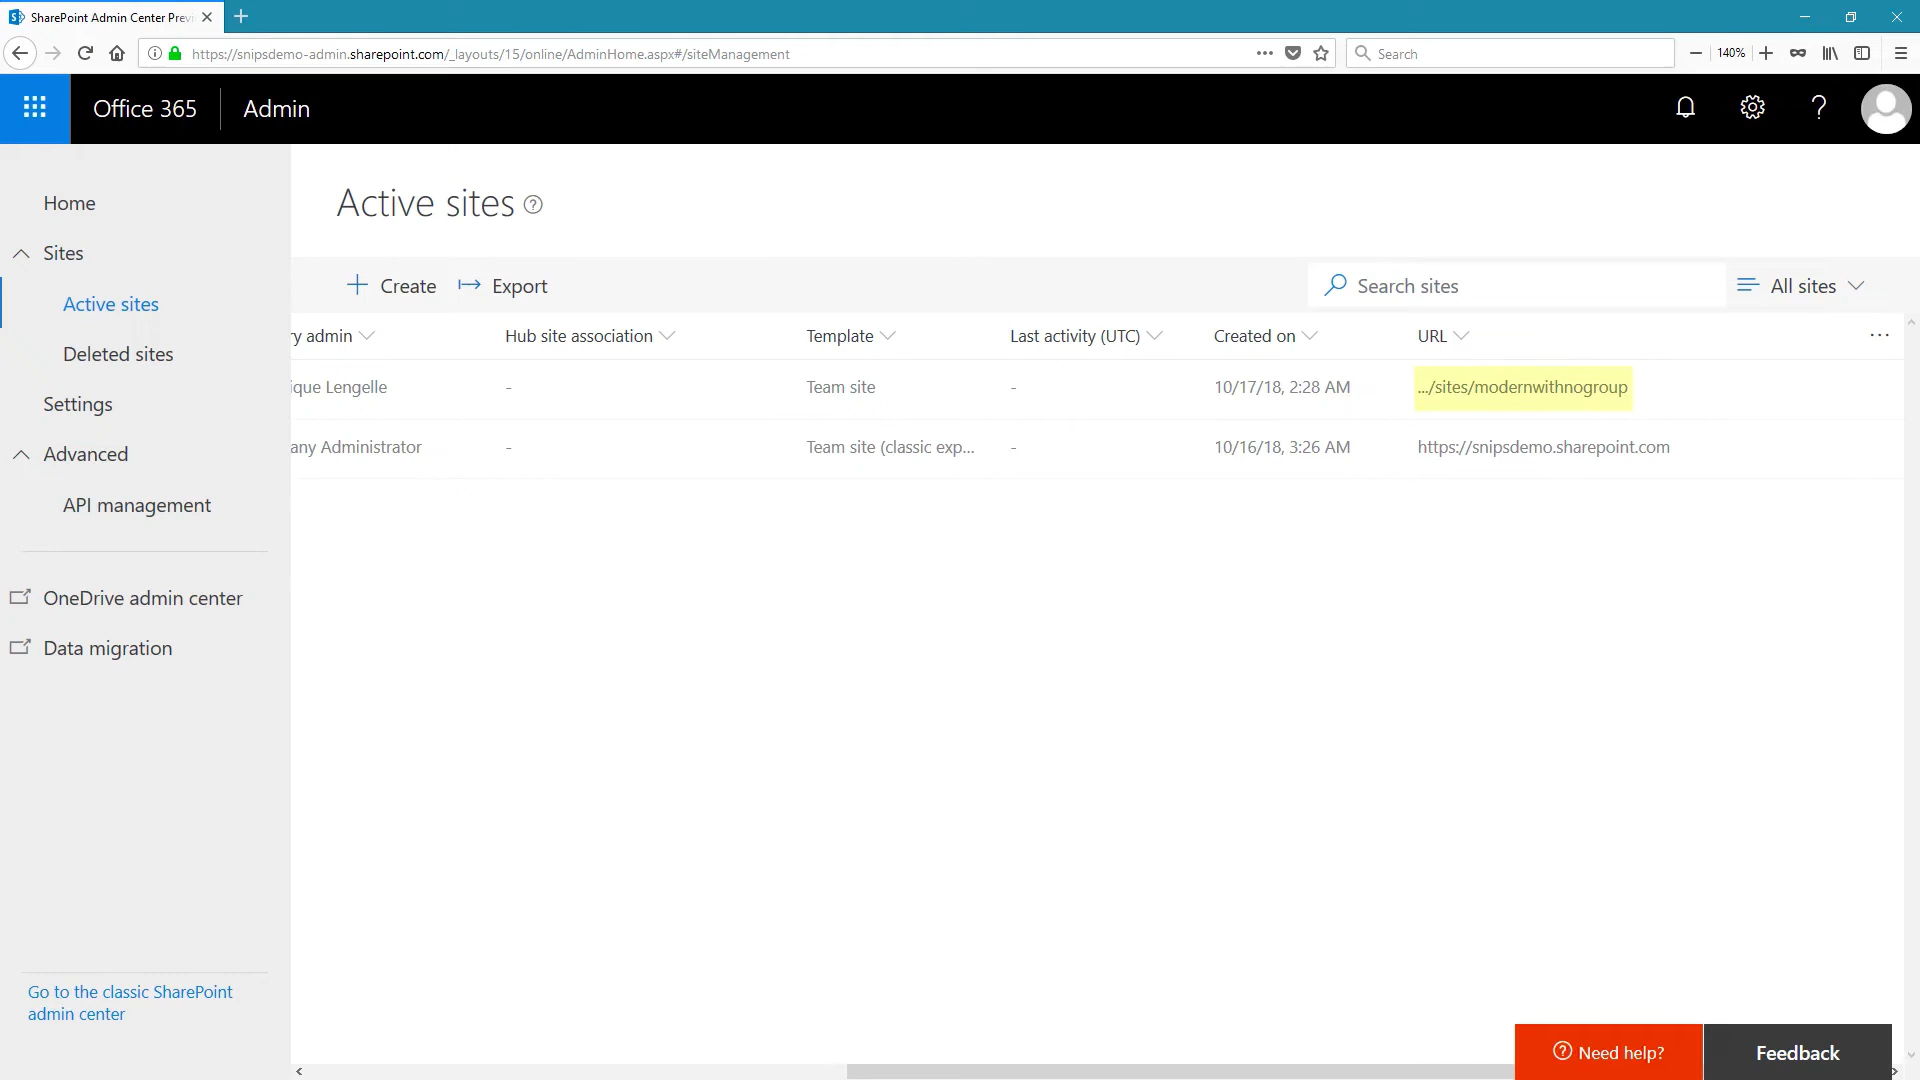 SharePoint Admin Center Previ
https://snipsdemo-admin.sharepoint.com/_layouts/15/online/AdminHome.aspx#/siteManagement
Search
140%
Office 365
Admin
Home
Sites
Active sites
Deleted sites
Settings
Advanced
API management
OneDrive admin center
Data migration
Go to the classic SharePoint
admin center
Active sites
Create
Export
Search sites
All sites
ry admin
Hub site association
Template
Last activity (UTC)
Created on
URL
ique Lengelle
-
Team site
-
10/17/18, 2:28 AM
.../sites/modernwithnogroup
any Administrator
-
Team site (classic exp...
-
10/16/18, 3:26 AM
https://snipsdemo.sharepoint.com
Need help?
Feedback